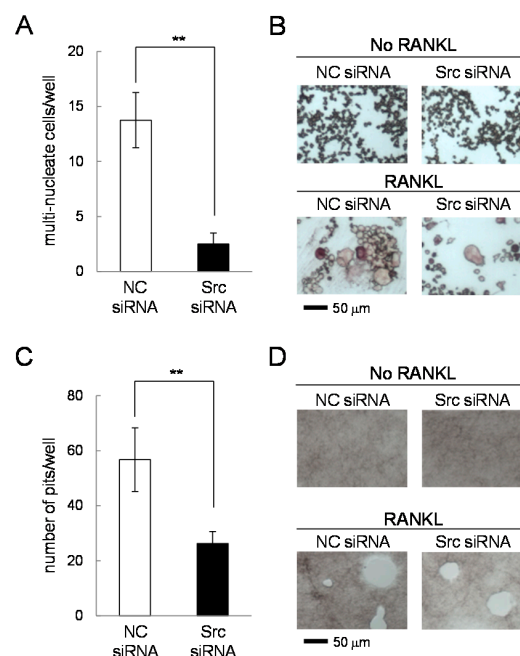 A
multi-nucleate cells/well
20
15
10
5
0
**
NC
siRNA
Src
siRNA
B
No RANKL
NC siRNA
Src siRNA
RANKL
NC siRNA
Src siRNA
50 μm
C
number of pits/well
80
60
40
20
0
**
NC
siRNA
Src
siRNA
D
No RANKL
NC siRNA
Src siRNA
RANKL
NC siRNA
Src siRNA
50 μm